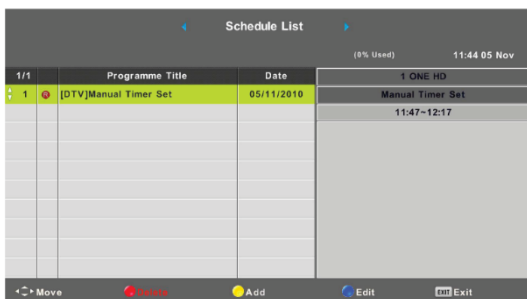 Schedule List
(0% Used) 11:44 05 Nov
1/1 Programme Title Date 1 ONE HD
1 [DTV]Manual Timer Set 05/11/2010 Manual Timer Set
11:47~12:17
Move Delete Add Edit EXIT Exit